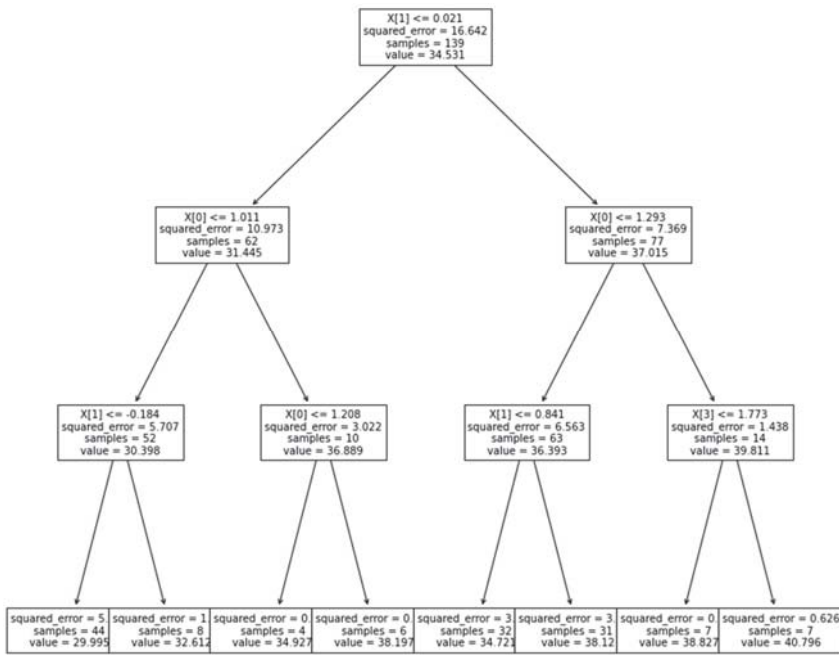 X[1] <= 0.021
squared_error = 16.642
samples = 139
value = 34.531
X[0] <= 1.011
squared_error = 10.973
samples = 62
value = 31.445
X[0] <= 1.293
squared_error = 7.369
samples = 77
value = 37.015
X[1] <= -0.184
squared_error = 5.707
samples = 52
value = 30.398
X[0] <= 1.208
squared_error = 3.022
samples = 10
value = 36.889
X[1] <= 0.841
squared_error = 6.563
samples = 63
value = 36.393
X[3] <= 1.773
squared_error = 1.438
samples = 14
value = 39.811
squared_error = 5.
samples = 44
value = 29.995
squared_error = 1.
samples = 8
value = 32.612
squared_error = 0.
samples = 4
value = 34.927
squared_error = 0.
samples = 6
value = 38.197
squared_error = 3.
samples = 32
value = 34.721
squared_error = 3.
samples = 31
value = 38.12
squared_error = 0.
samples = 7
value = 38.827
squared_error = 0.626
samples = 7
value = 40.796